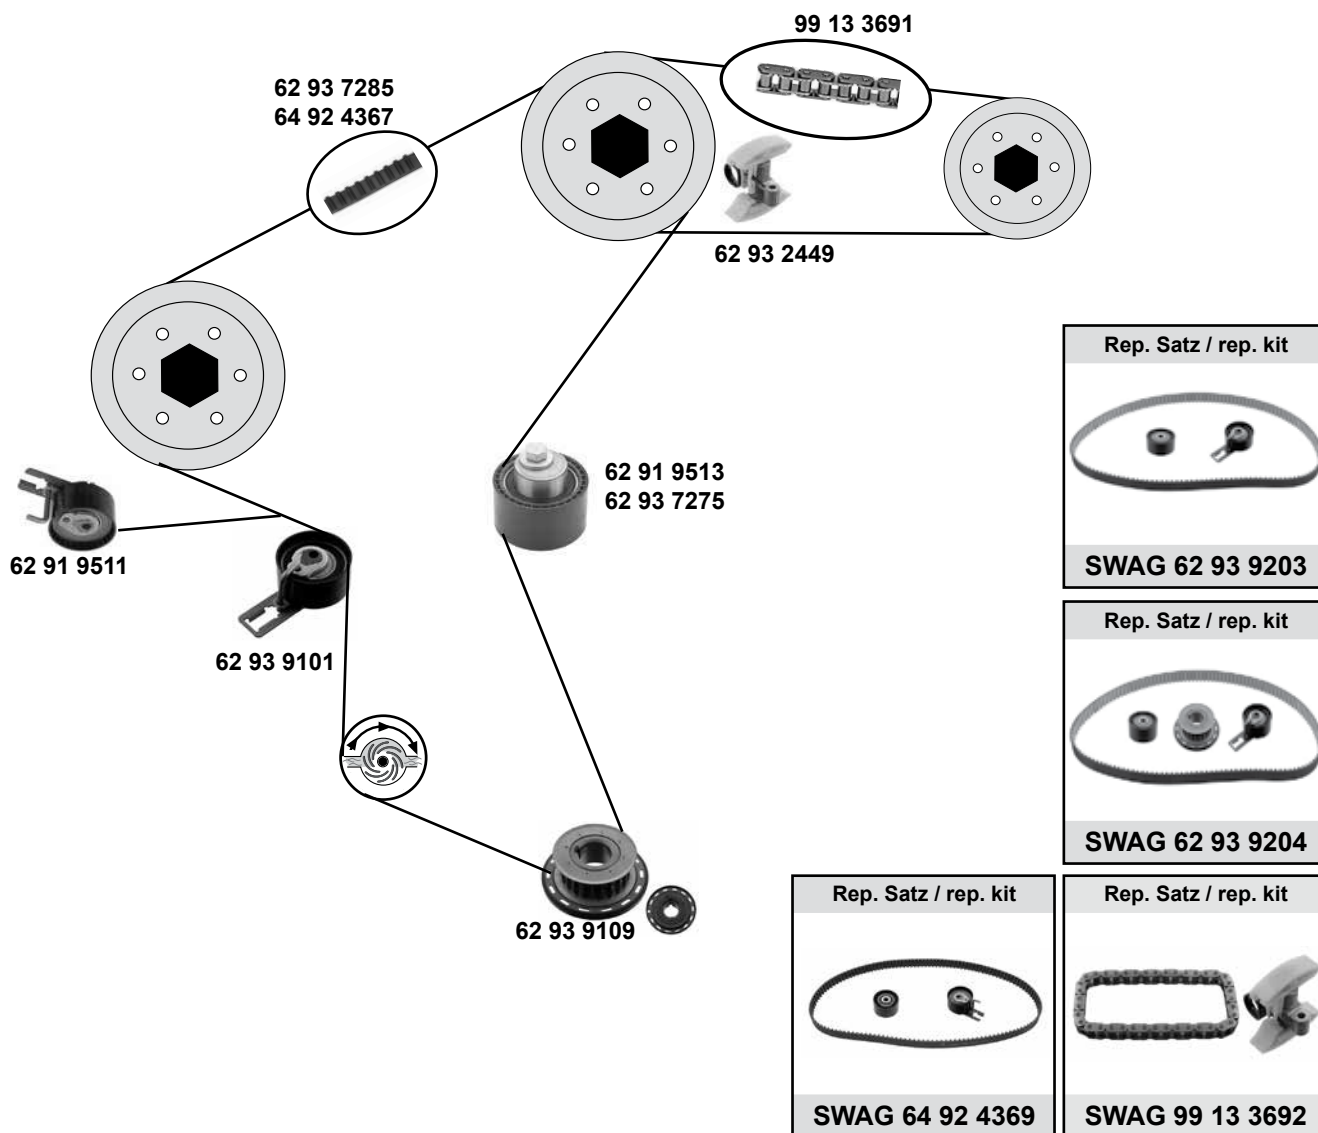 99 13 3691
62 93 7285
64 92 4367
62 93 2449
Rep. Satz / rep. kit
SWAG 62 93 9203
62 91 9513
62 93 7275
62 91 9511
62 93 9101
Rep. Satz / rep. kit
SWAG 62 93 9204
62 93 9109
Rep. Satz / rep. kit
SWAG 64 92 4369
Rep. Satz / rep. kit
SWAG 99 13 3692